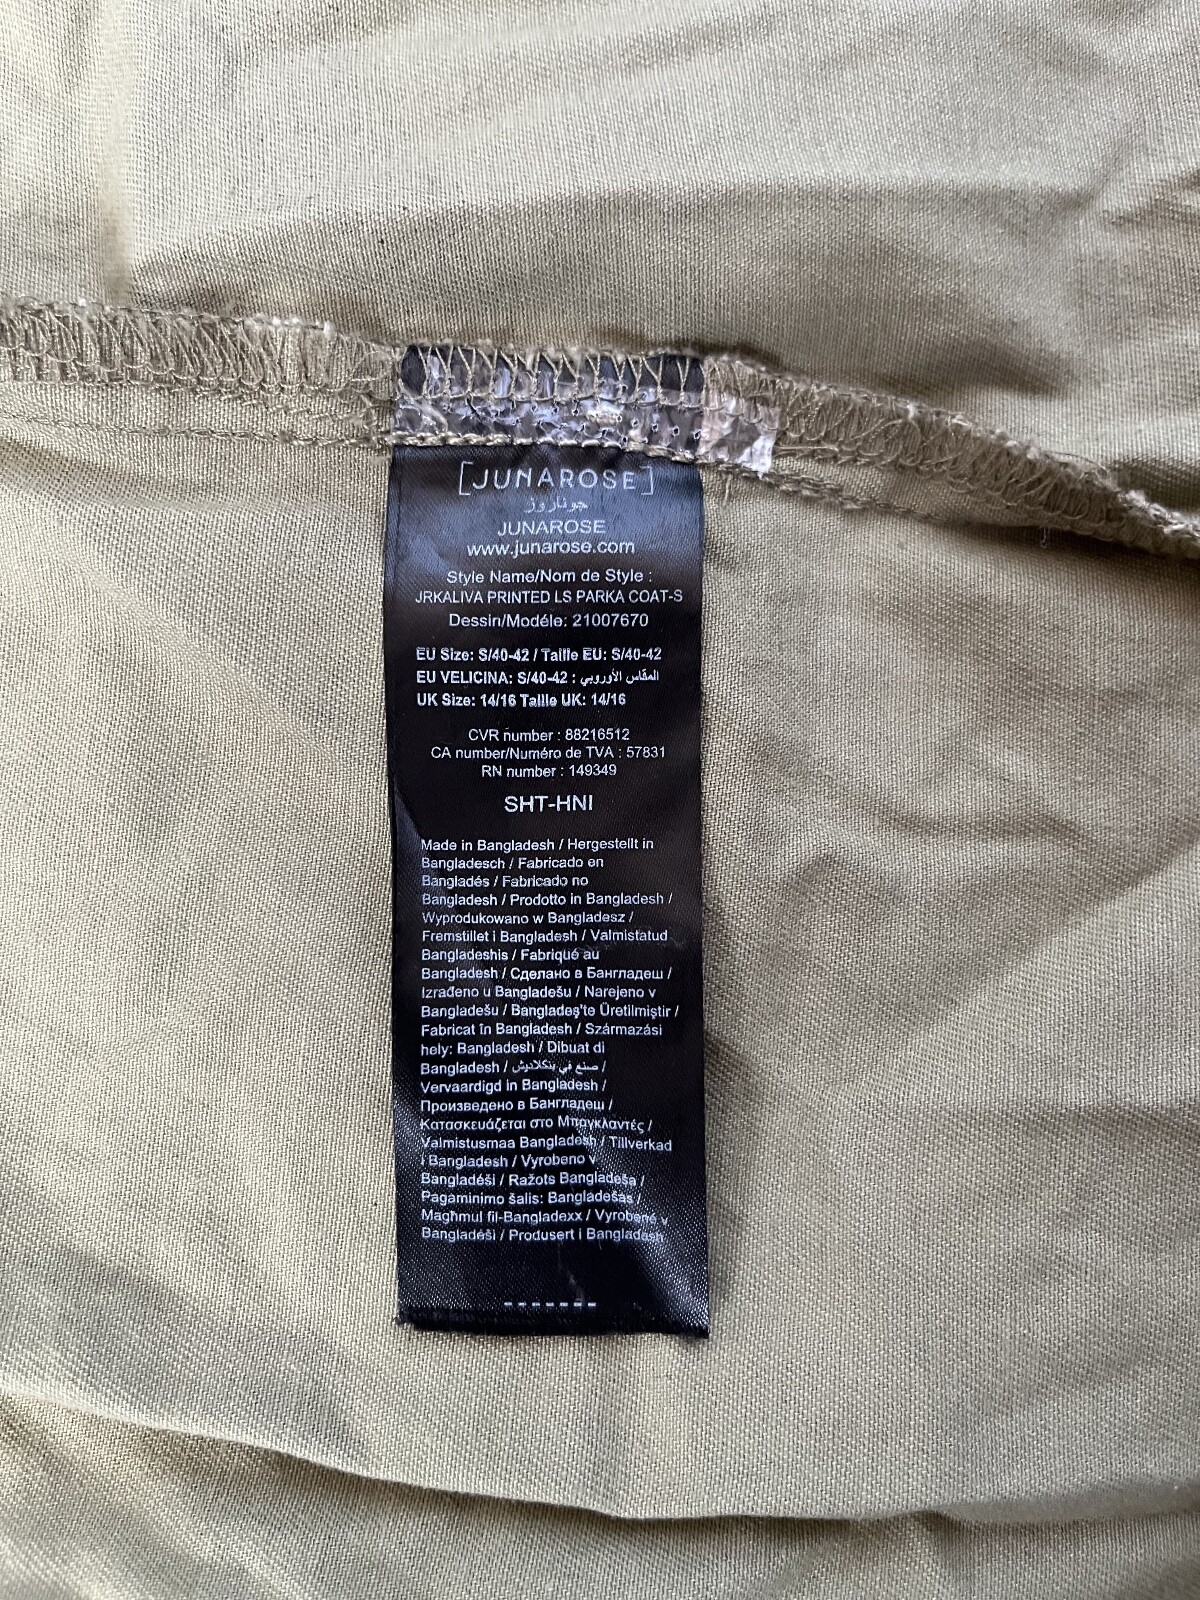 [JUNAROSE]
جوناروز
JUNAROSE
www.junarose.com
Style Name/Nom de Style :
JRKALIVA PRINTED LS PARKA COAT-S
Dessin/Modéle: 21007670
EU Size: S/40-42 / Taille EU: S/40-42
EU VELICINA: S/40-42 : المقاس الأوروبي
UK Size: 14/16 Taille UK: 14/16
CVR number : 88216512
CA number/Numéro de TVA : 57831
RN number : 149349
SHT-HNI
Made in Bangladesh / Hergestellt in
Bangladesch / Fabricado en
Bangladés / Fabricado no
Bangladesh / Prodotto in Bangladesh /
Wyprodukowano w Bangladesz /
Fremstillet i Bangladesh / Valmistatud
Bangladeshis / Fabriqué au
Bangladesh / Сделано в Бангладеш /
Izrađeno u Bangladešu / Narejeno v
Bangladešu / Bangladeş'te Üretilmiştir /
Fabricat în Bangladesh / Származási
hely: Bangladesh / Dibuat di
Bangladesh / صنع في بنگلاديش /
Vervaardigd in Bangladesh /
Произведено в Бангладеш /
Κατασκευάζεται στο Μπαγκλαντές /
Valmistusmaa Bangladesh / Tillverkad
i Bangladesh / Vyrobeno v
Bangladéši / Ražots Bangladeša /
Pagaminimo šalis: Bangladešas /
Magħmul fil-Bangladexx / Vyrobené v
Bangladéši / Produsert i Bangladesh